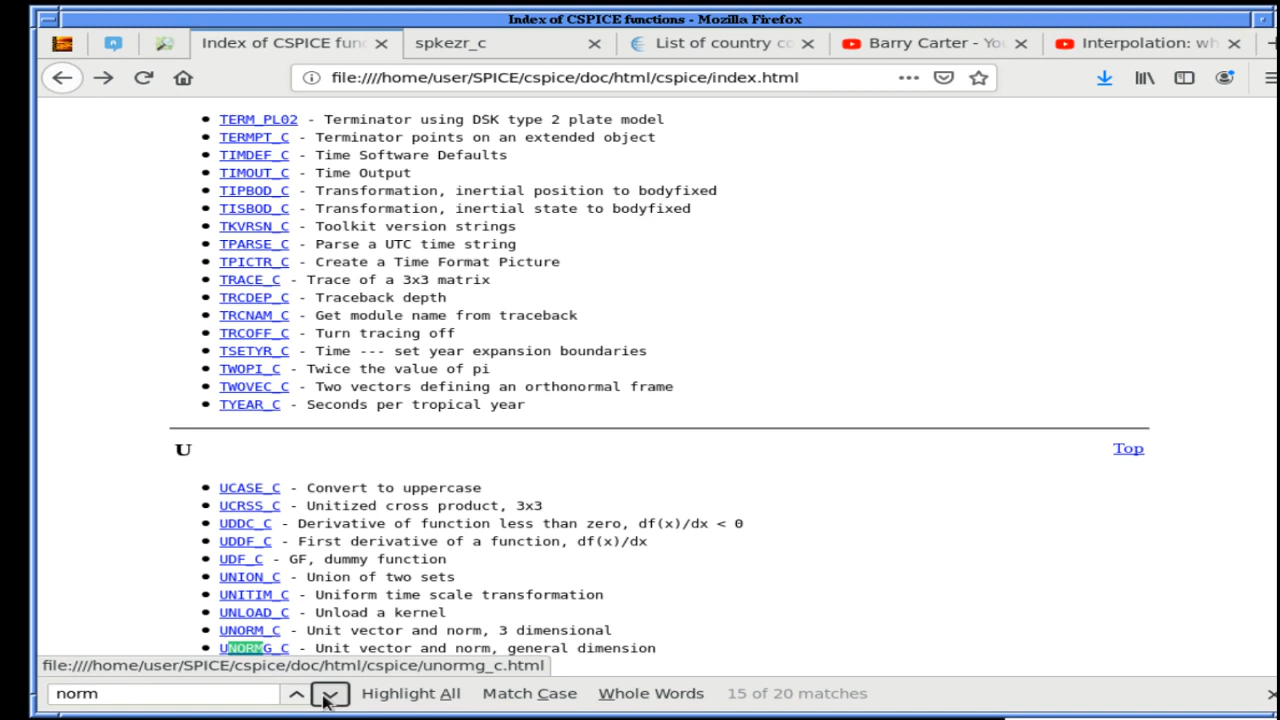 Index of CSPICE functions - Mozilla Firefox
Index of CSPICE fun
spkezr_c
List of country co
Barry Carter - You
Interpolation: wh
file:////home/user/SPICE/cspice/doc/html/cspice/index.html
TERM_PL02 - Terminator using DSK type 2 plate model
TERMPT_C - Terminator points on an extended object
TIMDEF_C - Time Software Defaults
TIMOUT_C - Time Output
TIPBOD_C - Transformation, inertial position to bodyfixed
TISBOD_C - Transformation, inertial state to bodyfixed
TKVRSN_C - Toolkit version strings
TPARSE_C - Parse a UTC time string
TPICTR_C - Create a Time Format Picture
TRACE_C - Trace of a 3x3 matrix
TRCDEP_C - Traceback depth
TRCNAM_C - Get module name from traceback
TRCOFF_C - Turn tracing off
TSETYR_C - Time --- set year expansion boundaries
TWOPI_C - Twice the value of pi
TWOVEC_C - Two vectors defining an orthonormal frame
TYEAR_C - Seconds per tropical year
U
Top
UCASE_C - Convert to uppercase
UCRSS_C - Unitized cross product, 3x3
UDDC_C - Derivative of function less than zero, df(x)/dx < 0
UDDF_C - First derivative of a function, df(x)/dx
UDF_C - GF, dummy function
UNION_C - Union of two sets
UNITIM_C - Uniform time scale transformation
UNLOAD_C - Unload a kernel
UNORM_C - Unit vector and norm, 3 dimensional
UNORMG_C - Unit vector and norm, general dimension
file:////home/user/SPICE/cspice/doc/html/cspice/unormg_c.html
norm
Highlight All
Match Case
Whole Words
15 of 20 matches